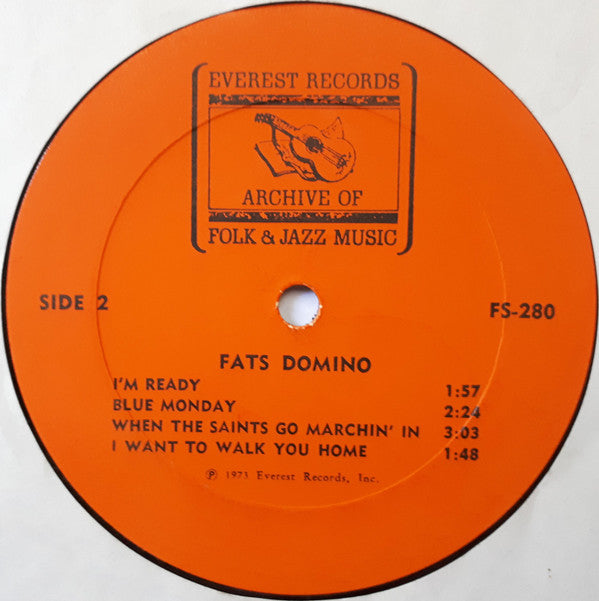 EVEREST RECORDS
ARCHIVE OF
FOLK & JAZZ MUSIC
SIDE 2
FS-280
FATS DOMINO
I'M READY 1:57
BLUE MONDAY 2:24
WHEN THE SAINTS GO MARCHIN' IN 3:03
I WANT TO WALK YOU HOME 1:48
℗ 1973 Everest Records, Inc.